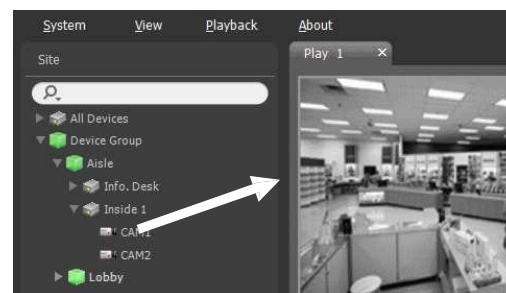 System View Playback About
Site
Play 1 ×
All Devices
Device Group
Aisle
Info. Desk
Inside 1
CAM1
CAM2
Lobby